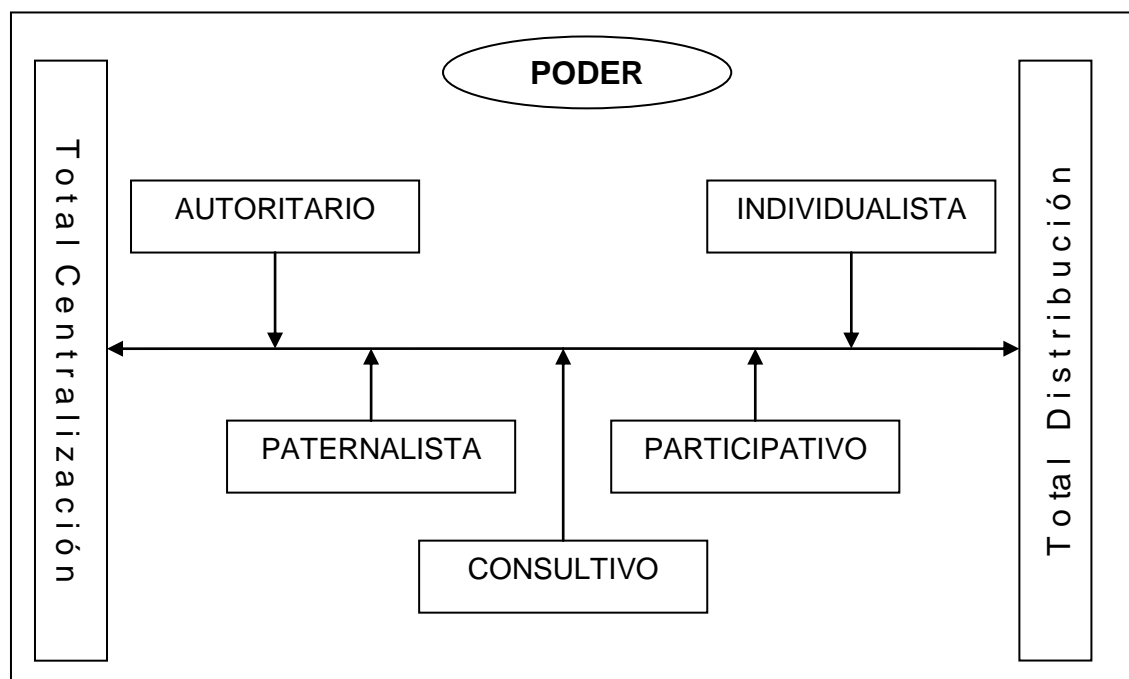 PODER
Total Centralización
AUTORITARIO
INDIVIDUALISTA
PATERNALISTA
PARTICIPATIVO
CONSULTIVO
Total Distribución